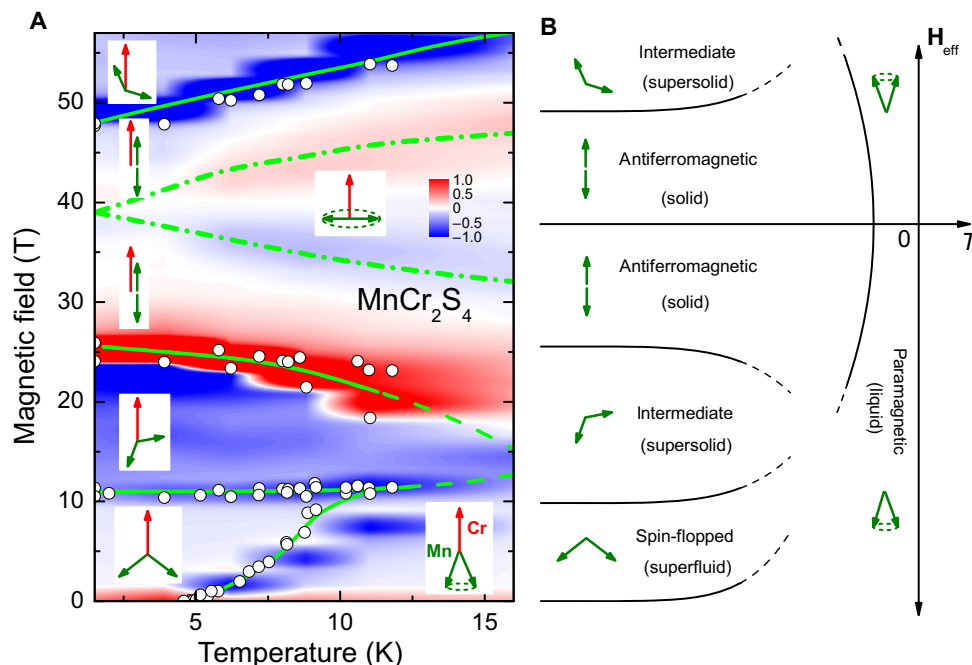 A
Magnetic field (T)
50
40
30
20
10
0
5
10
15
Temperature (K)
1.0
0.5
0
−0.5
−1.0
MnCr2S4
Cr
Mn
B
Heff
Intermediate
(supersolid)
Antiferromagnetic
(solid)
0
T
Antiferromagnetic
(solid)
Intermediate
(supersolid)
Paramagnetic
(liquid)
Spin-flopped
(superfluid)